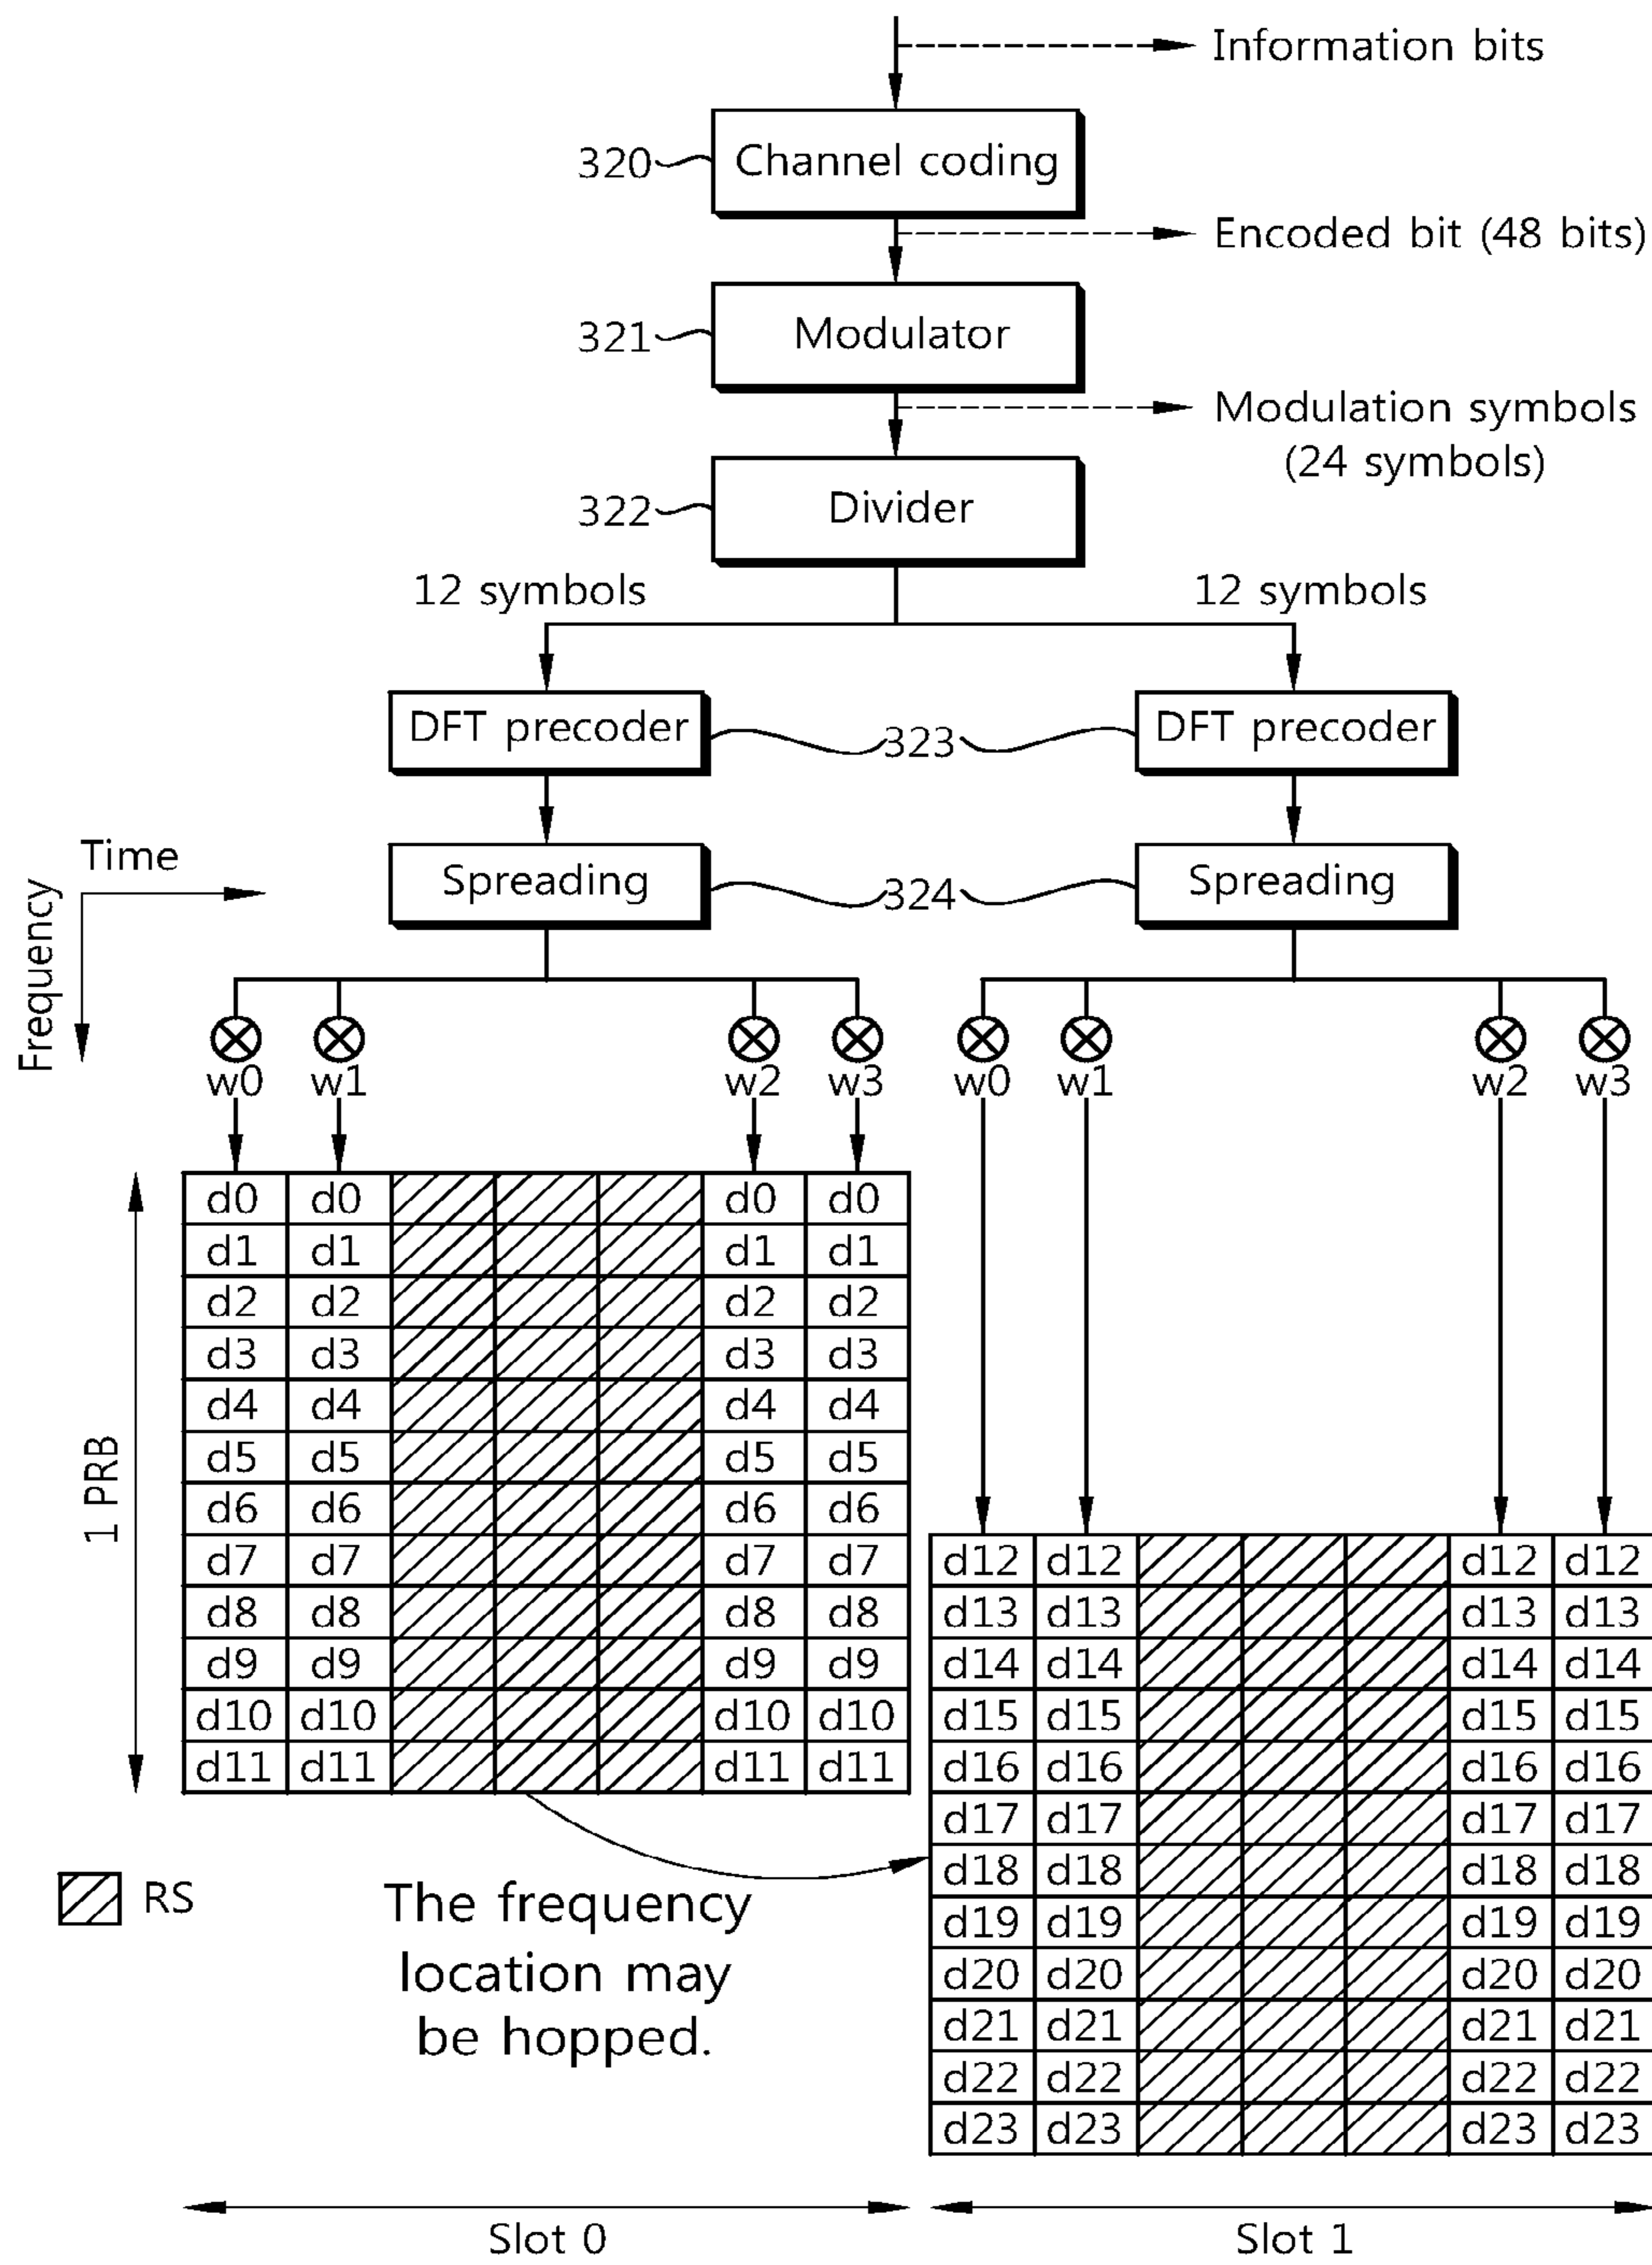 Information bits
320
Channel coding
Encoded bit (48 bits)
321
Modulator
Modulation symbols
(24 symbols)
322
Divider
12 symbols 12 symbols
DFT precoder 323 DFT precoder
Time
Frequency
Spreading 324 Spreading
w0 w1 w2 w3 w0 w1 w2 w3
1 PRB
d0 d0 d0 d0
d1 d1 d1 d1
d2 d2 d2 d2
d3 d3 d3 d3
d4 d4 d4 d4
d5 d5 d5 d5
d6 d6 d6 d6
d7 d7 d7 d7
d8 d8 d8 d8
d9 d9 d9 d9
d10 d10 d10 d10
d11 d11 d11 d11
d12 d12 d12 d12
d13 d13 d13 d13
d14 d14 d14 d14
d15 d15 d15 d15
d16 d16 d16 d16
d17 d17 d17 d17
d18 d18 d18 d18
d19 d19 d19 d19
d20 d20 d20 d20
d21 d21 d21 d21
d22 d22 d22 d22
d23 d23 d23 d23
RS
The frequency
location may
be hopped.
Slot 0 Slot 1